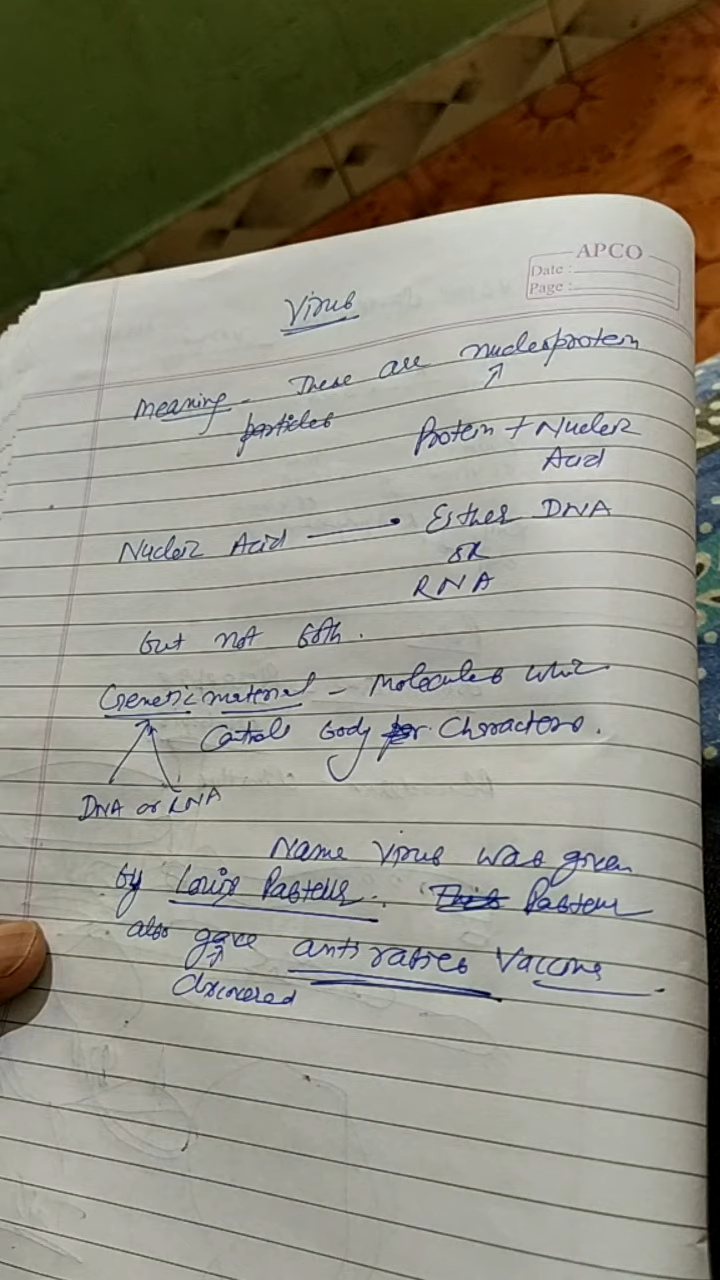 APCO
Date :
Page :
Virus
Meaning - These are nucleoprotein
particles
Protein + Nucleic
Acid
Nucleic Acid Either DNA
OR
RNA
but not both.
Genetic material - Molecules whic
Controls body Characters.
DNA or RNA
Name Virus was given
by Louis Pasteur. Pasteur
also gave anti rabies Vaccine
discovered